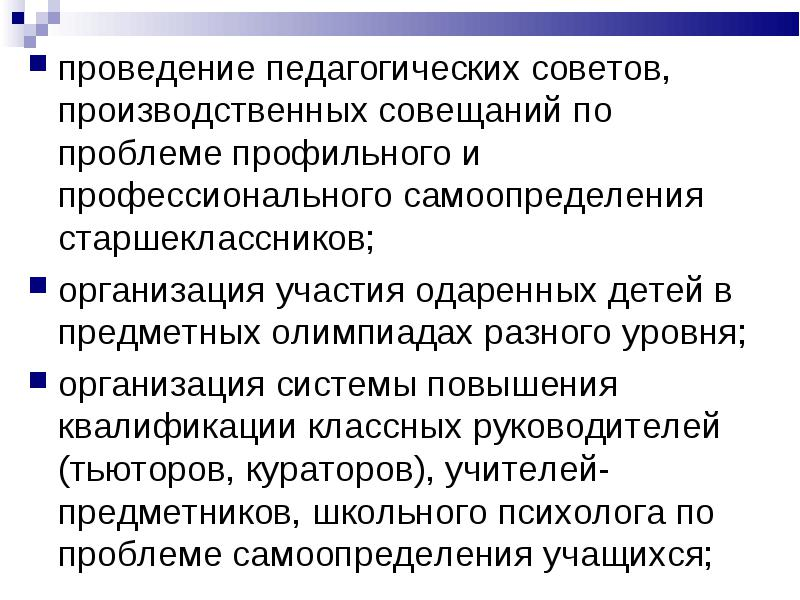 проведение педагогических советов,
производственных совещаний по
проблеме профильного и
профессионального самоопределения
старшеклассников;
организация участия одаренных детей в
предметных олимпиадах разного уровня;
организация системы повышения
квалификации классных руководителей
(тьюторов, кураторов), учителей-
предметников, школьного психолога по
проблеме самоопределения учащихся;